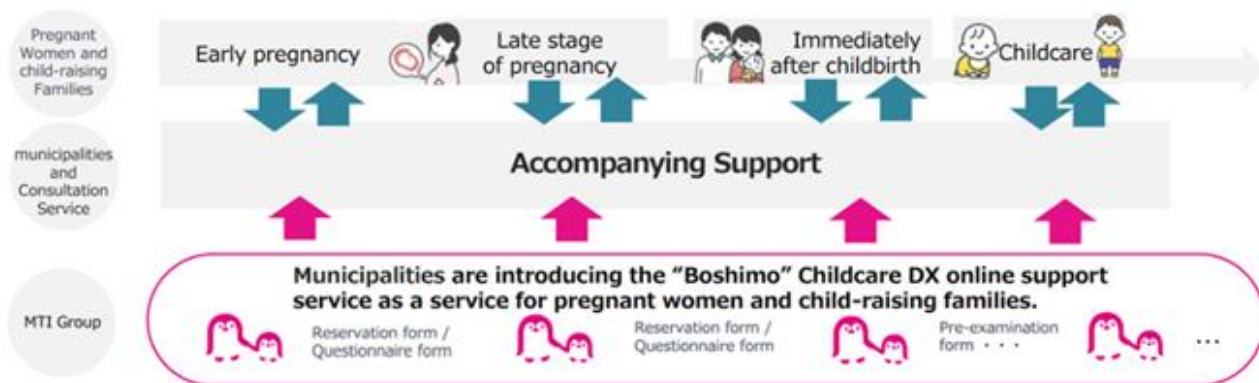 Pregnant
Women and
child-raising
Families
Early pregnancy
Late stage
of pregnancy
Immediately
after childbirth
Childcare
municipalities
and
Consultation
Service
Accompanying Support
MTI Group
Municipalities are introducing the “Boshimo” Childcare DX online support
service as a service for pregnant women and child-raising families.
Reservation form /
Questionnaire form
Reservation form /
Questionnaire form
Pre-examination
form ・・・
...